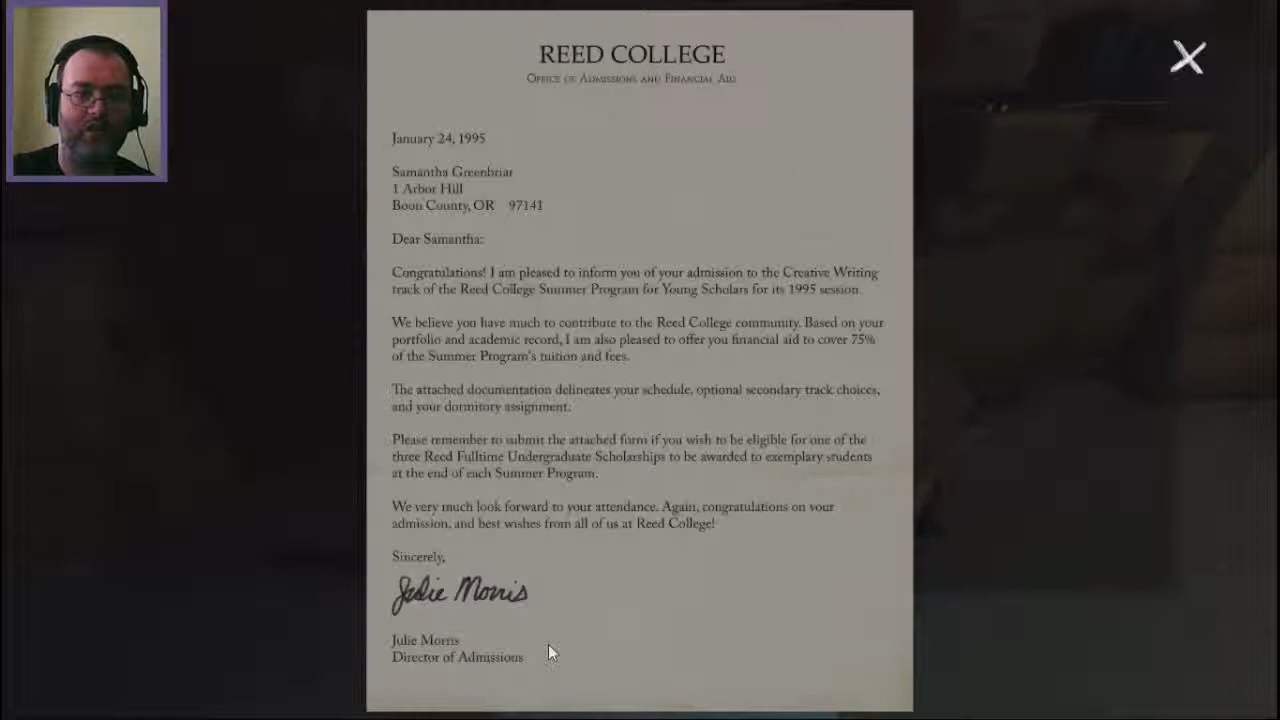 REED COLLEGE
Office of Admissions and Financial Aid
January 24, 1995
Samantha Greenbriar
1 Arbor Hill
Boon County, OR 97141
Dear Samantha:
Congratulations! I am pleased to inform you of your admission to the Creative Writing
track of the Reed College Summer Program for Young Scholars for its 1995 session.
We believe you have much to contribute to the Reed College community. Based on your
portfolio and academic record, I am also pleased to offer you financial aid to cover 75%
of the Summer Program's tuition and fees.
The attached documentation delineates your schedule, optional secondary track choices,
and your dormitory assignment.
Please remember to submit the attached form if you wish to be eligible for one of the
three Reed Fulltime Undergraduate Scholarships to be awarded to exemplary students
at the end of each Summer Program.
We very much look forward to your attendance. Again, congratulations on your
admission, and best wishes from all of us at Reed College!
Sincerely,
Julie Morris
Julie Morris
Director of Admissions